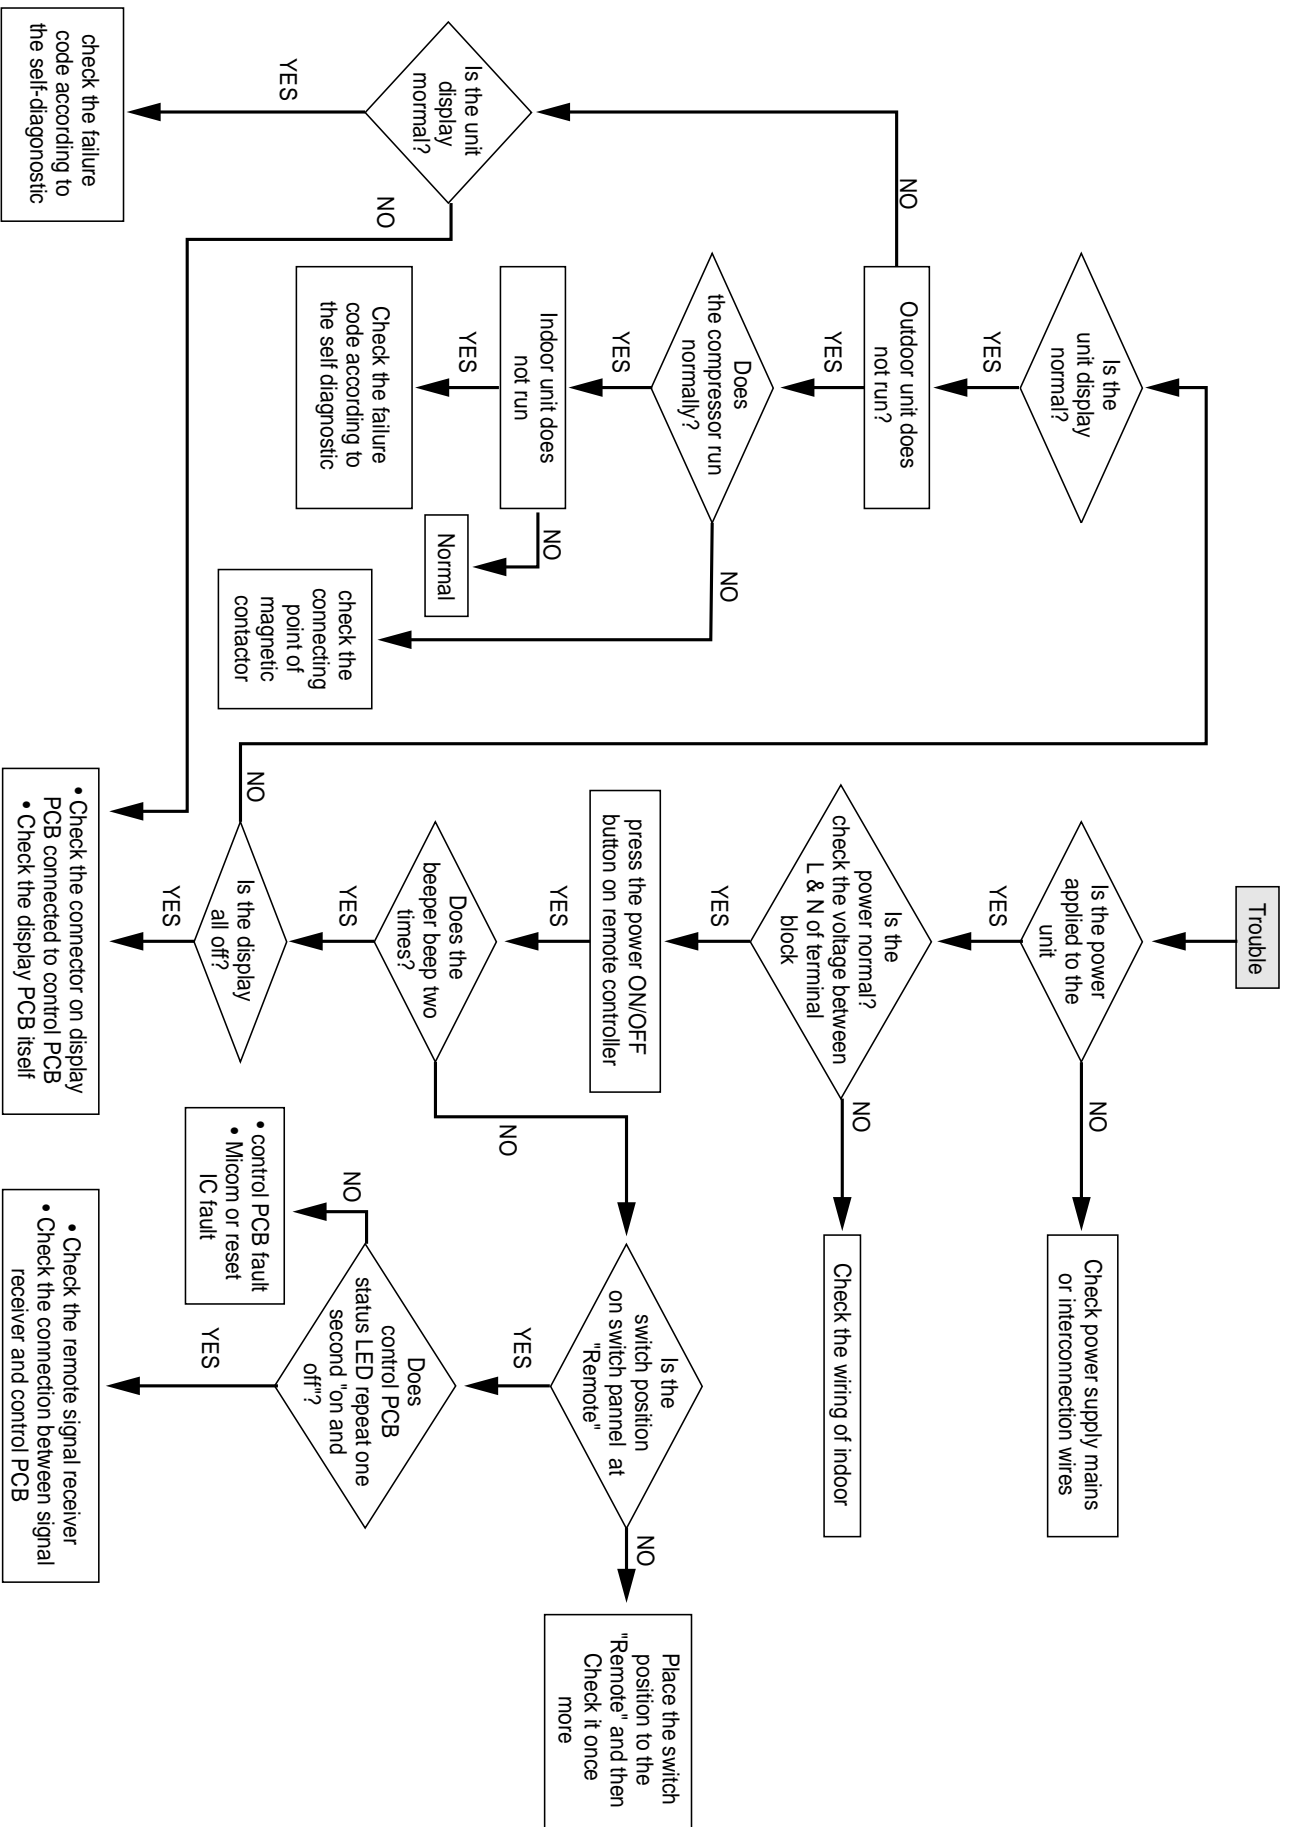 Trouble
Is the power
applied to the
unit
NO
Check power supply mains
or interconnection wires
YES
Is the
power normal?
check the voltage between
L & N of terminal
block
NO
Check the wiring of indoor
YES
press the power ON/OFF
button on remote controller
YES
Does the
beeper beep two
times?
NO
Is the
switch position
on switch pannel at
"Remote"
NO
Place the switch
position to the
"Remote" and then
Check it once
more
YES
Does
control PCB
status LED repeat one
second "on and
off"?
NO
• control PCB fault
• Micom or reset
IC fault
YES
• Check the remote signal receiver
• Check the connection between signal
receiver and control PCB
YES
Is the display
all off?
NO
YES
• Check the connector on display
PCB connected to control PCB
• Check the display PCB itself
Is the
unit display
normal?
YES
Outdoor unit does
not run?
NO
YES
Does
the compressor run
normally?
NO
check the
connecting
point of
magnetic
contactor
YES
Indoor unit does
not run
NO
Normal
YES
Check the failure
code according to
the self diagnostic
Is the unit
display
mormal?
NO
YES
check the failure
code according to
the self-diagonostic